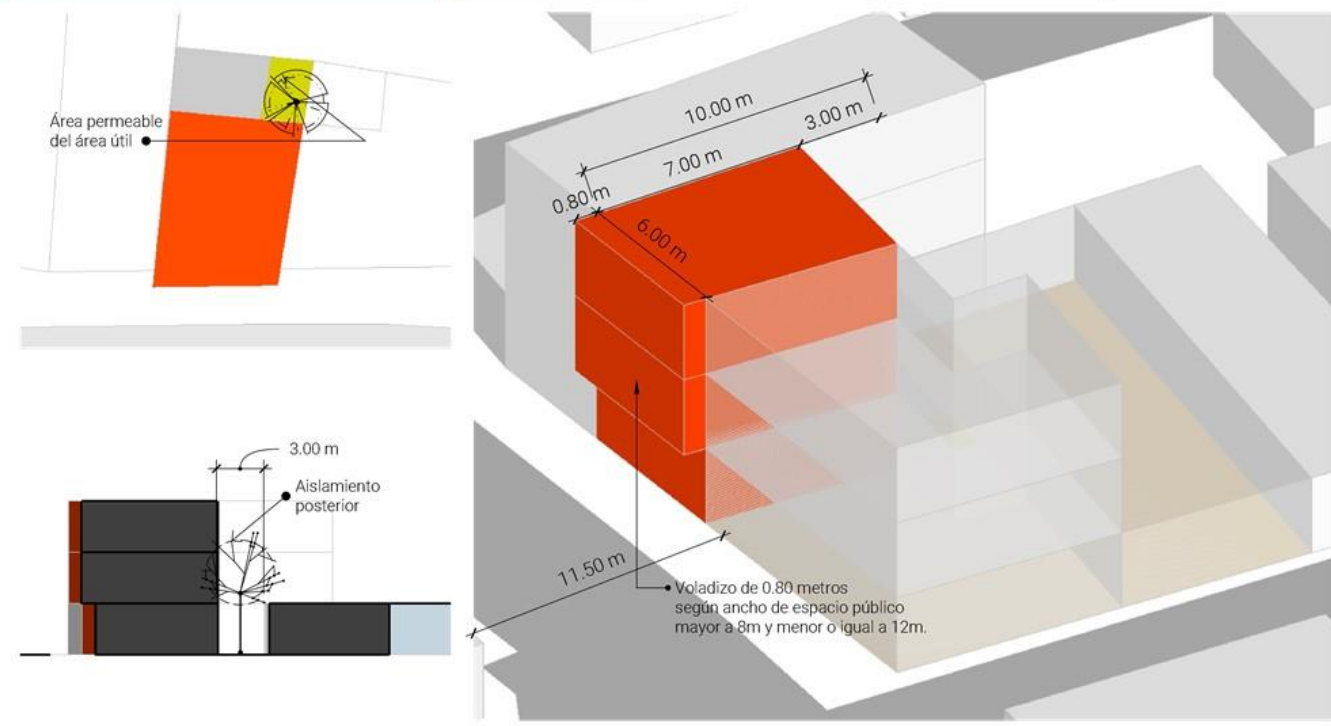 Área permeable
del área útil
3.00 m
Aislamiento
posterior
10.00 m
3.00 m
7.00 m
0.80 m
6.00 m
11.50 m
Voladizo de 0.80 metros
según ancho de espacio público
mayor a 8m y menor o igual a 12m.